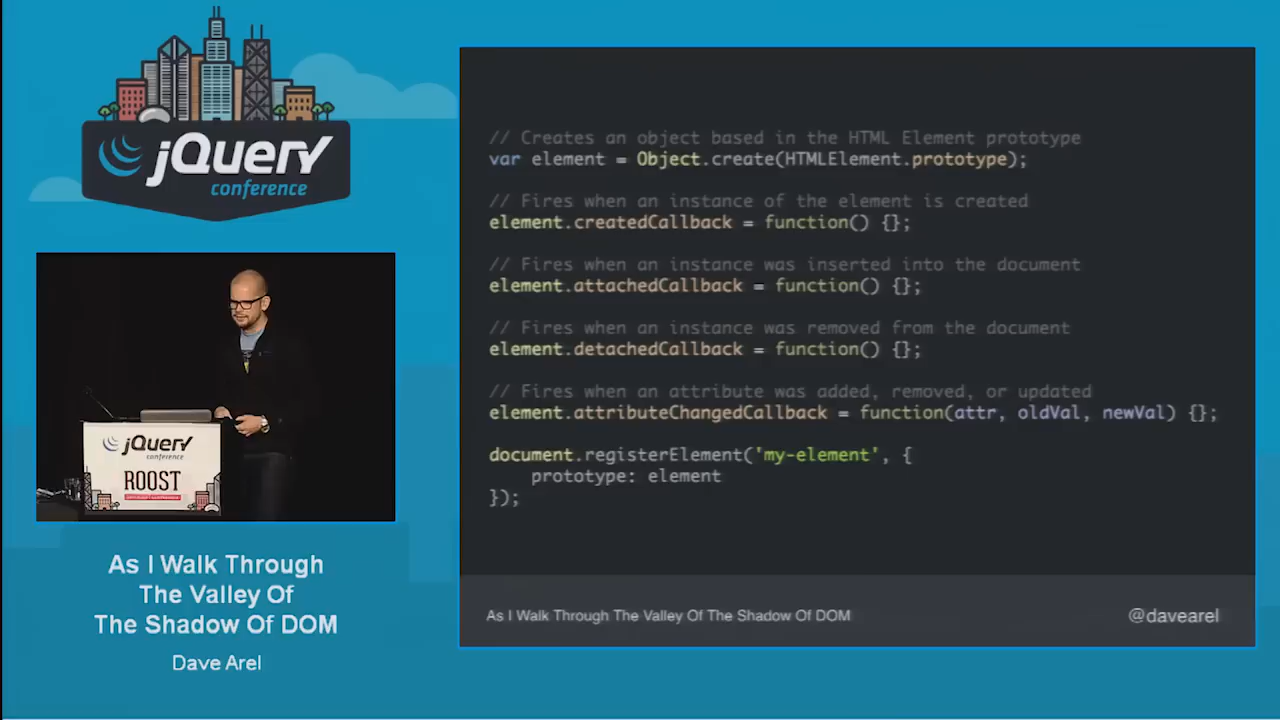 jQuery
conference
jQuery
conference
ROOST
As I Walk Through
The Valley Of
The Shadow Of DOM
Dave Arel
// Creates an object based in the HTML Element prototype
var element = Object.create(HTMLElement.prototype);
// Fires when an instance of the element is created
element.createdCallback = function() {};
// Fires when an instance was inserted into the document
element.attachedCallback = function() {};
// Fires when an instance was removed from the document
element.detachedCallback = function() {};
// Fires when an attribute was added, removed, or updated
element.attributeChangedCallback = function(attr, oldVal, newVal) {};
document.registerElement('my-element', {
    prototype: element
});
As I Walk Through The Valley Of The Shadow Of DOM
@davearel